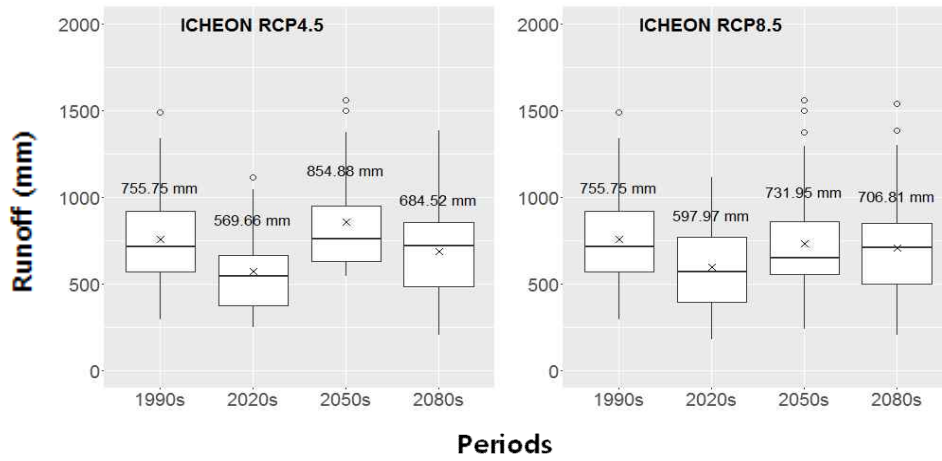 ICHEON RCP4.5
2000
1500
1000
500
0
755.75 mm
569.66 mm
854.88 mm
684.52 mm
1990s 2020s 2050s 2080s
ICHEON RCP8.5
2000
1500
1000
500
0
755.75 mm
597.97 mm
731.95 mm
706.81 mm
1990s 2020s 2050s 2080s
Runoff (mm)
Periods